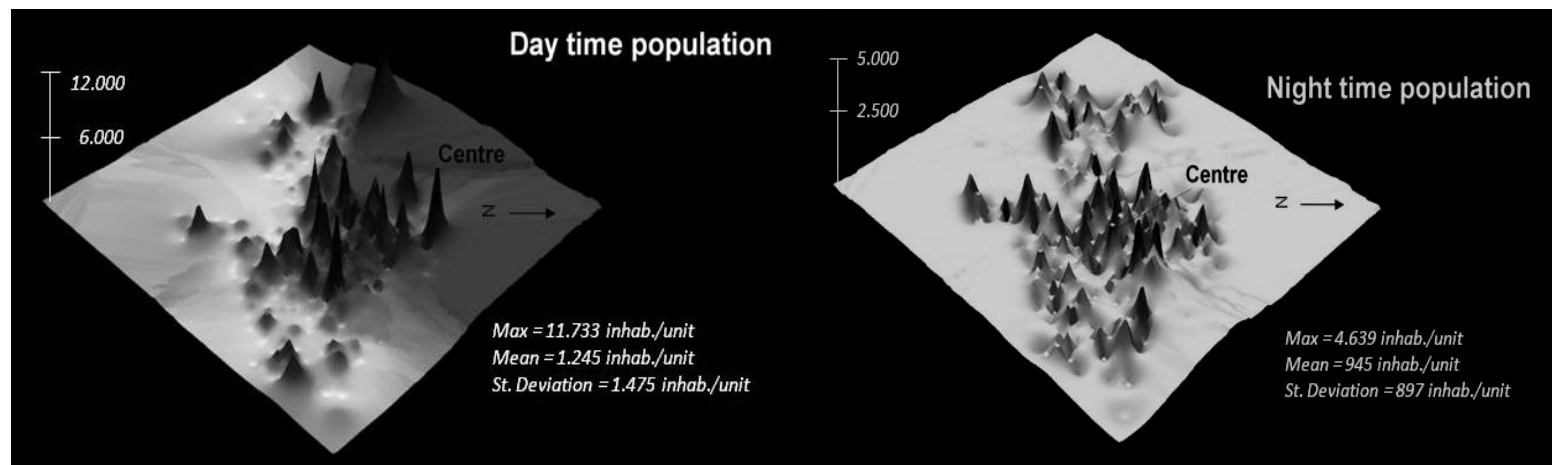 Day time population
12.000
6.000
Centre
N
Max = 11.733 inhab./unit
Mean = 1.245 inhab./unit
St. Deviation = 1.475 inhab./unit
5.000
2.500
Night time population
Centre
N
Max = 4.639 inhab./unit
Mean = 945 inhab./unit
St. Deviation = 897 inhab./unit